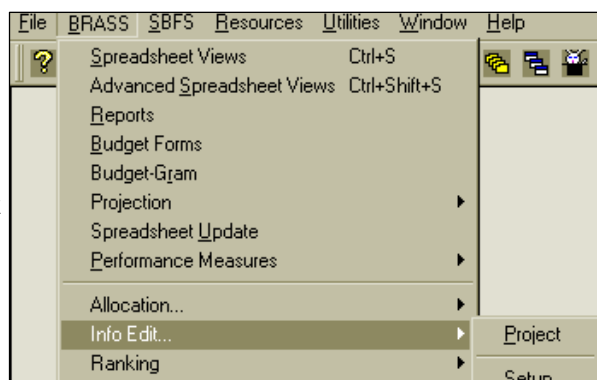 File BRASS SBFS Resources Utilities Window Help
Spreadsheet Views Ctrl+S
Advanced Spreadsheet Views Ctrl+Shift+S
Reports
Budget Forms
Budget-Gram
Projection
Spreadsheet Update
Performance Measures
Allocation...
Info Edit...
Project
Ranking
Setup